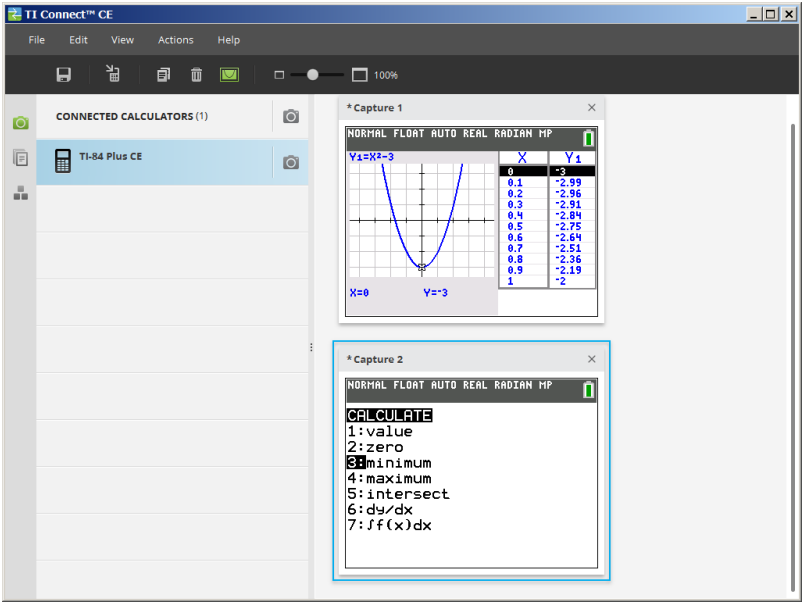 TI Connect™ CE
File Edit View Actions Help
100%
CONNECTED CALCULATORS (1)
TI-84 Plus CE
*Capture 1
NORMAL FLOAT AUTO REAL RADIAN MP
Y₁=X²-3
X Y₁
0 -3
0.1 -2.99
0.2 -2.96
0.3 -2.91
0.4 -2.84
0.5 -2.75
0.6 -2.64
0.7 -2.51
0.8 -2.36
0.9 -2.19
1 -2
X=0 Y=-3
*Capture 2
NORMAL FLOAT AUTO REAL RADIAN MP
CALCULATE
1:value
2:zero
3:minimum
4:maximum
5:intersect
6:dy/dx
7:∫f(x)dx